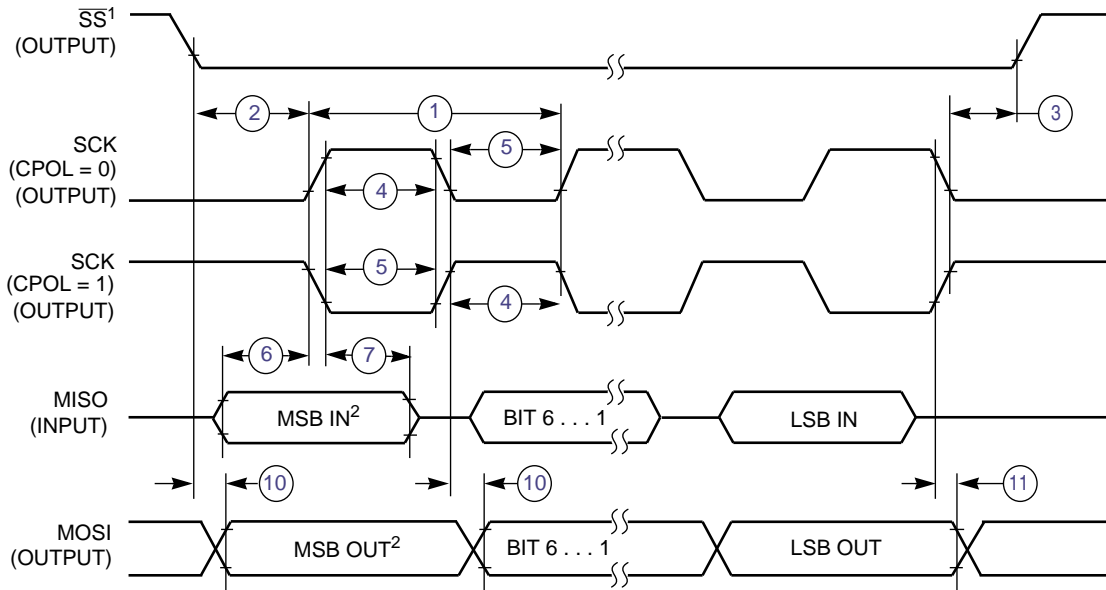 SS¹
(OUTPUT)
2
1
3
SCK
(CPOL = 0)
(OUTPUT)
5
4
SCK
(CPOL = 1)
(OUTPUT)
5
4
6
7
MISO
(INPUT)
MSB IN²
BIT 6 . . . 1
LSB IN
10
10
11
MOSI
(OUTPUT)
MSB OUT²
BIT 6 . . . 1
LSB OUT